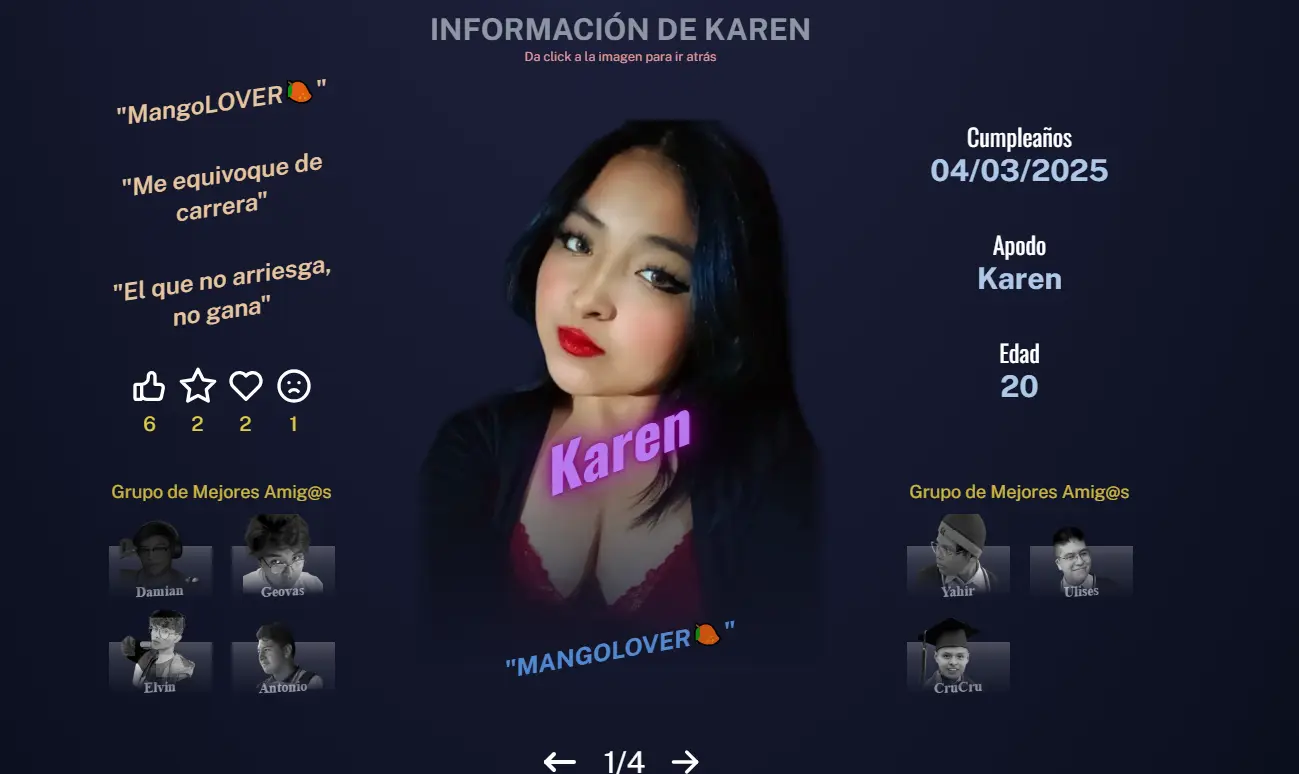 INFORMACIÓN DE KAREN
Da click a la imagen para ir atrás
"MangoLOVER🥭"
"Me equivoque de
carrera"
"El que no arriesga,
no gana"
6 2 2 1
Grupo de Mejores Amig@s
Damian Geovas
Elvin Antonio
Karen
"MANGOLOVER🥭"
Cumpleaños
04/03/2025
Apodo
Karen
Edad
20
Grupo de Mejores Amig@s
Yahir Ulises
CruCru
1/4